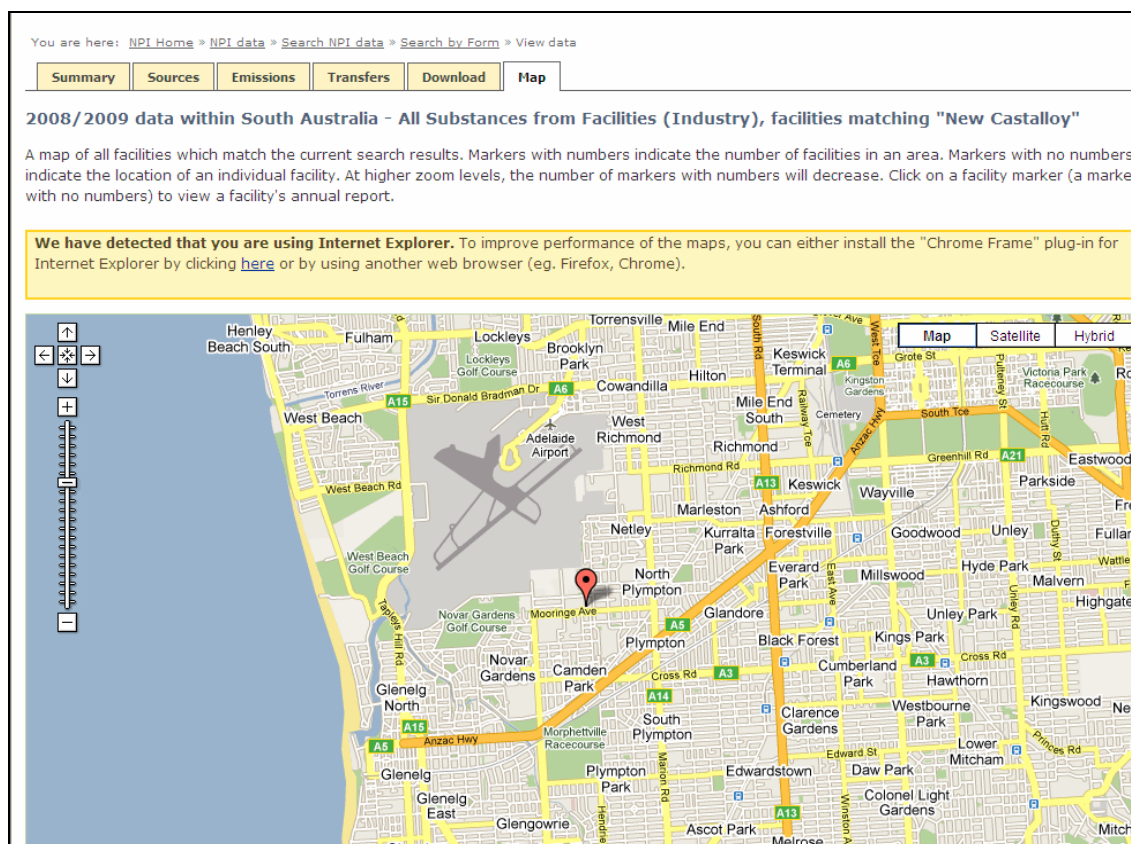 You are here: NPI Home » NPI data » Search NPI data » Search by Form » View data
Summary Sources Emissions Transfers Download Map
2008/2009 data within South Australia - All Substances from Facilities (Industry), facilities matching "New Castalloy"
A map of all facilities which match the current search results. Markers with numbers indicate the number of facilities in an area. Markers with no numbers
indicate the location of an individual facility. At higher zoom levels, the number of markers with numbers will decrease. Click on a facility marker (a marke
with no numbers) to view a facility's annual report.
We have detected that you are using Internet Explorer. To improve performance of the maps, you can either install the "Chrome Frame" plug-in for
Internet Explorer by clicking here or by using another web browser (eg. Firefox, Chrome).
Map Satellite Hybrid
Henley
Beach South
Fulham
Lockleys
Torrensville
Mile End
Lockleys
Golf Course
Brooklyn
Park
Keswick
Terminal
A6
West Tce
Grote St
Pulteney St
Victoria Park
Racecourse
South Rd
Kingston
Gardens
Torrens River
Sir Donald Bradman Dr
A6
Cowandilla
Hilton
A15
West Beach
Adelaide
Airport
West
Richmond
Mile End
South
Railway Tce
Cemetery
Anzac Hwy
South Tce
Hutt Rd
Richmond
Richmond Rd
Greenhill Rd
A21
Eastwood
West Beach Rd
A13
Keswick
Wayville
Parkside
Marleston
Ashford
Netley
Kurralta
Park
Forestville
Goodwood
Unley
Duthy St
Fullar
West Beach
Golf Course
North
Plympton
Everard
Park
East Ave
Millswood
Hyde Park
Malvern
Wattle
Highgate
Tapleys Hill Rd
Novar Gardens
Golf Course
Mooringe Ave
Glandore
Unley Park
Unley Rd
A5
Plympton
Black Forest
Kings Park
Novar
Gardens
Camden
Park
Cross Rd
A3
Cumberland
Park
A3
Cross Rd
Hawthorn
Glenelg
North
A14
Kingswood
Ne
A15
South
Plympton
Clarence
Gardens
Westbourne
Park
A5
Anzac Hwy
Morphettville
Racecourse
Marion Rd
Edward St
Lower
Mitcham
Princes Rd
Glenelg
Plympton
Park
Edwardstown
Daw Park
Glenelg
East
Colonel Light
Gardens
A13
Winston A
Glengowrie
Hendrie
Ascot Park
Melrose
Mitch